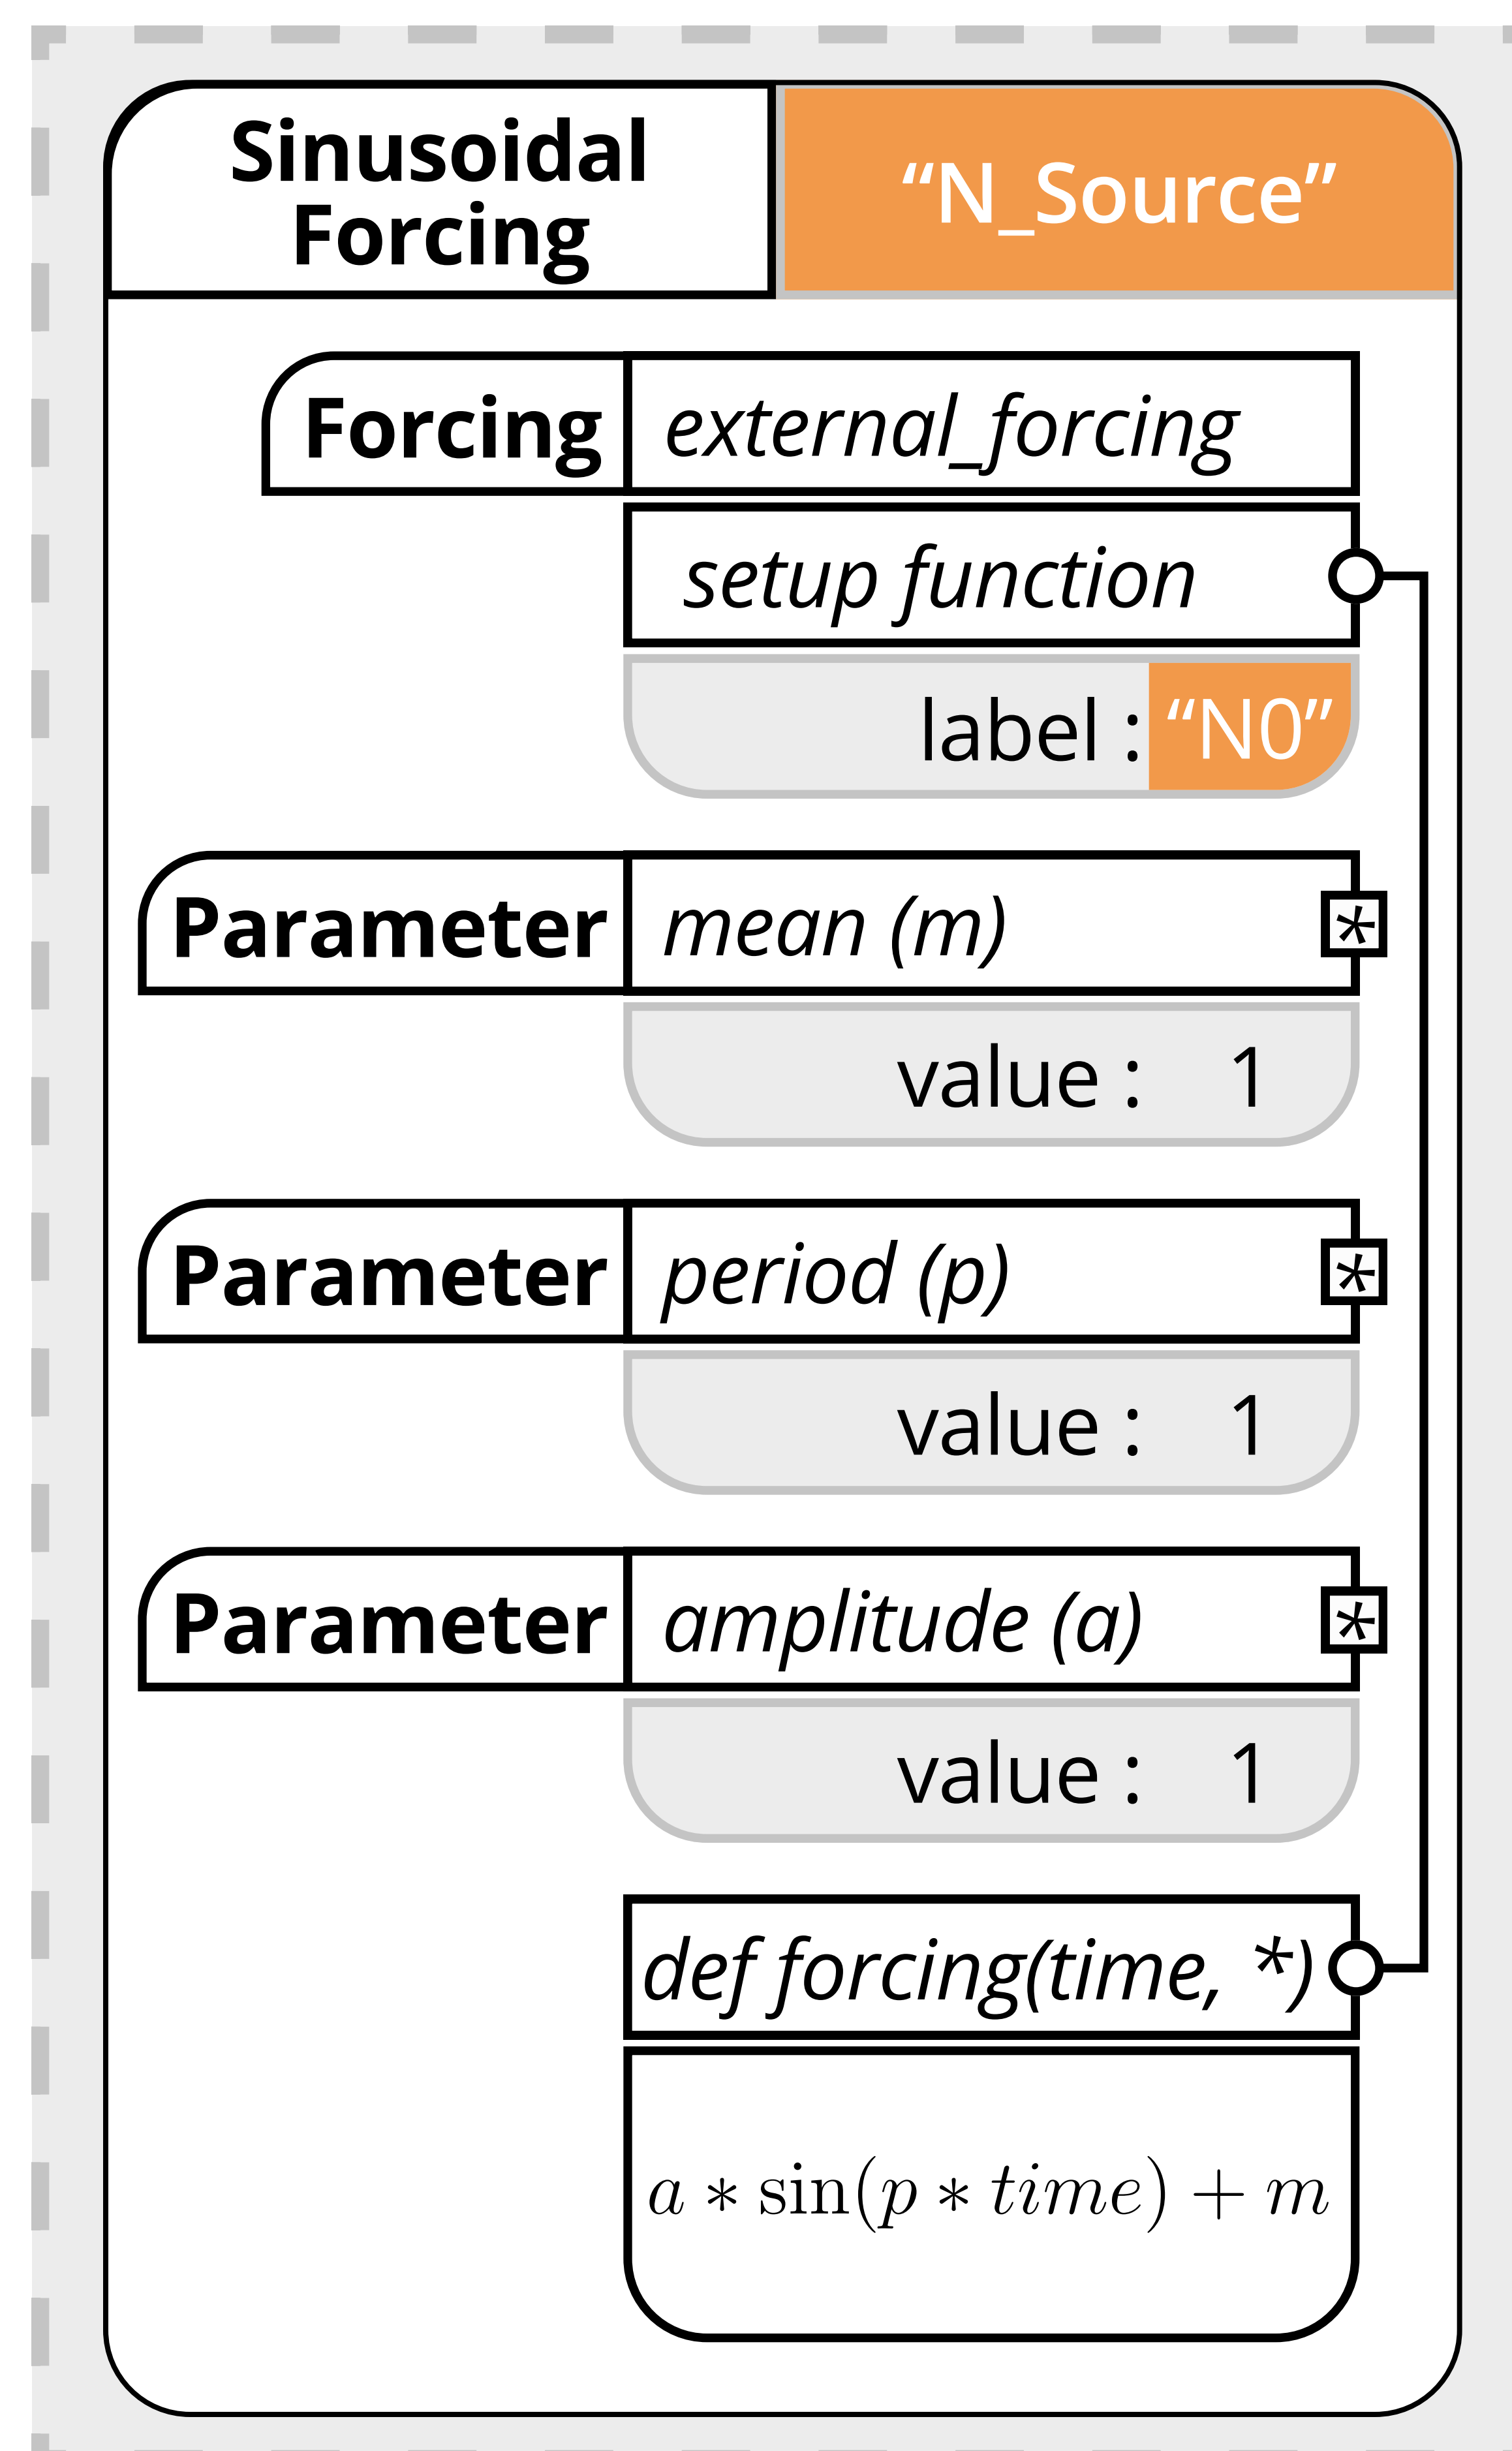 Sinusoidal
Forcing
“N_Source”
Forcing
external_forcing
setup function
label : “N0”
Parameter
mean (m)
*
value : 1
Parameter
period (p)
*
value : 1
Parameter
amplitude (a)
*
value : 1
def forcing(time, *)
a * sin(p * time) + m